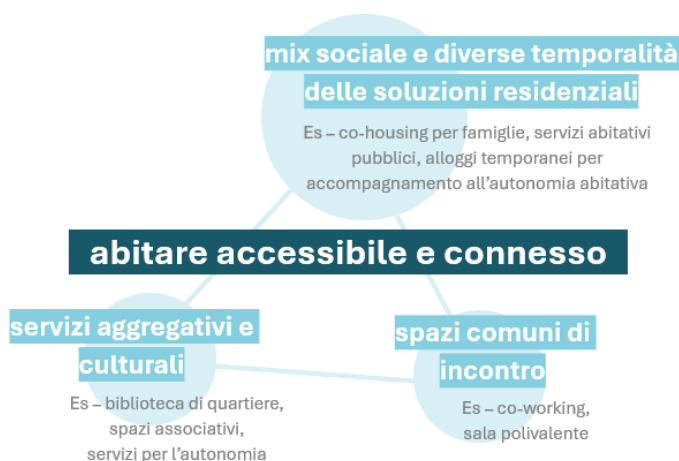 mix sociale e diverse temporalità
delle soluzioni residenziali
Es – co-housing per famiglie, servizi abitativi
pubblici, alloggi temporanei per
accompagnamento all'autonomia abitativa
abitare accessibile e connesso
servizi aggregativi e
culturali
Es – biblioteca di quartiere,
spazi associativi,
servizi per l'autonomia
spazi comuni di
incontro
Es – co-working,
sala polivalente